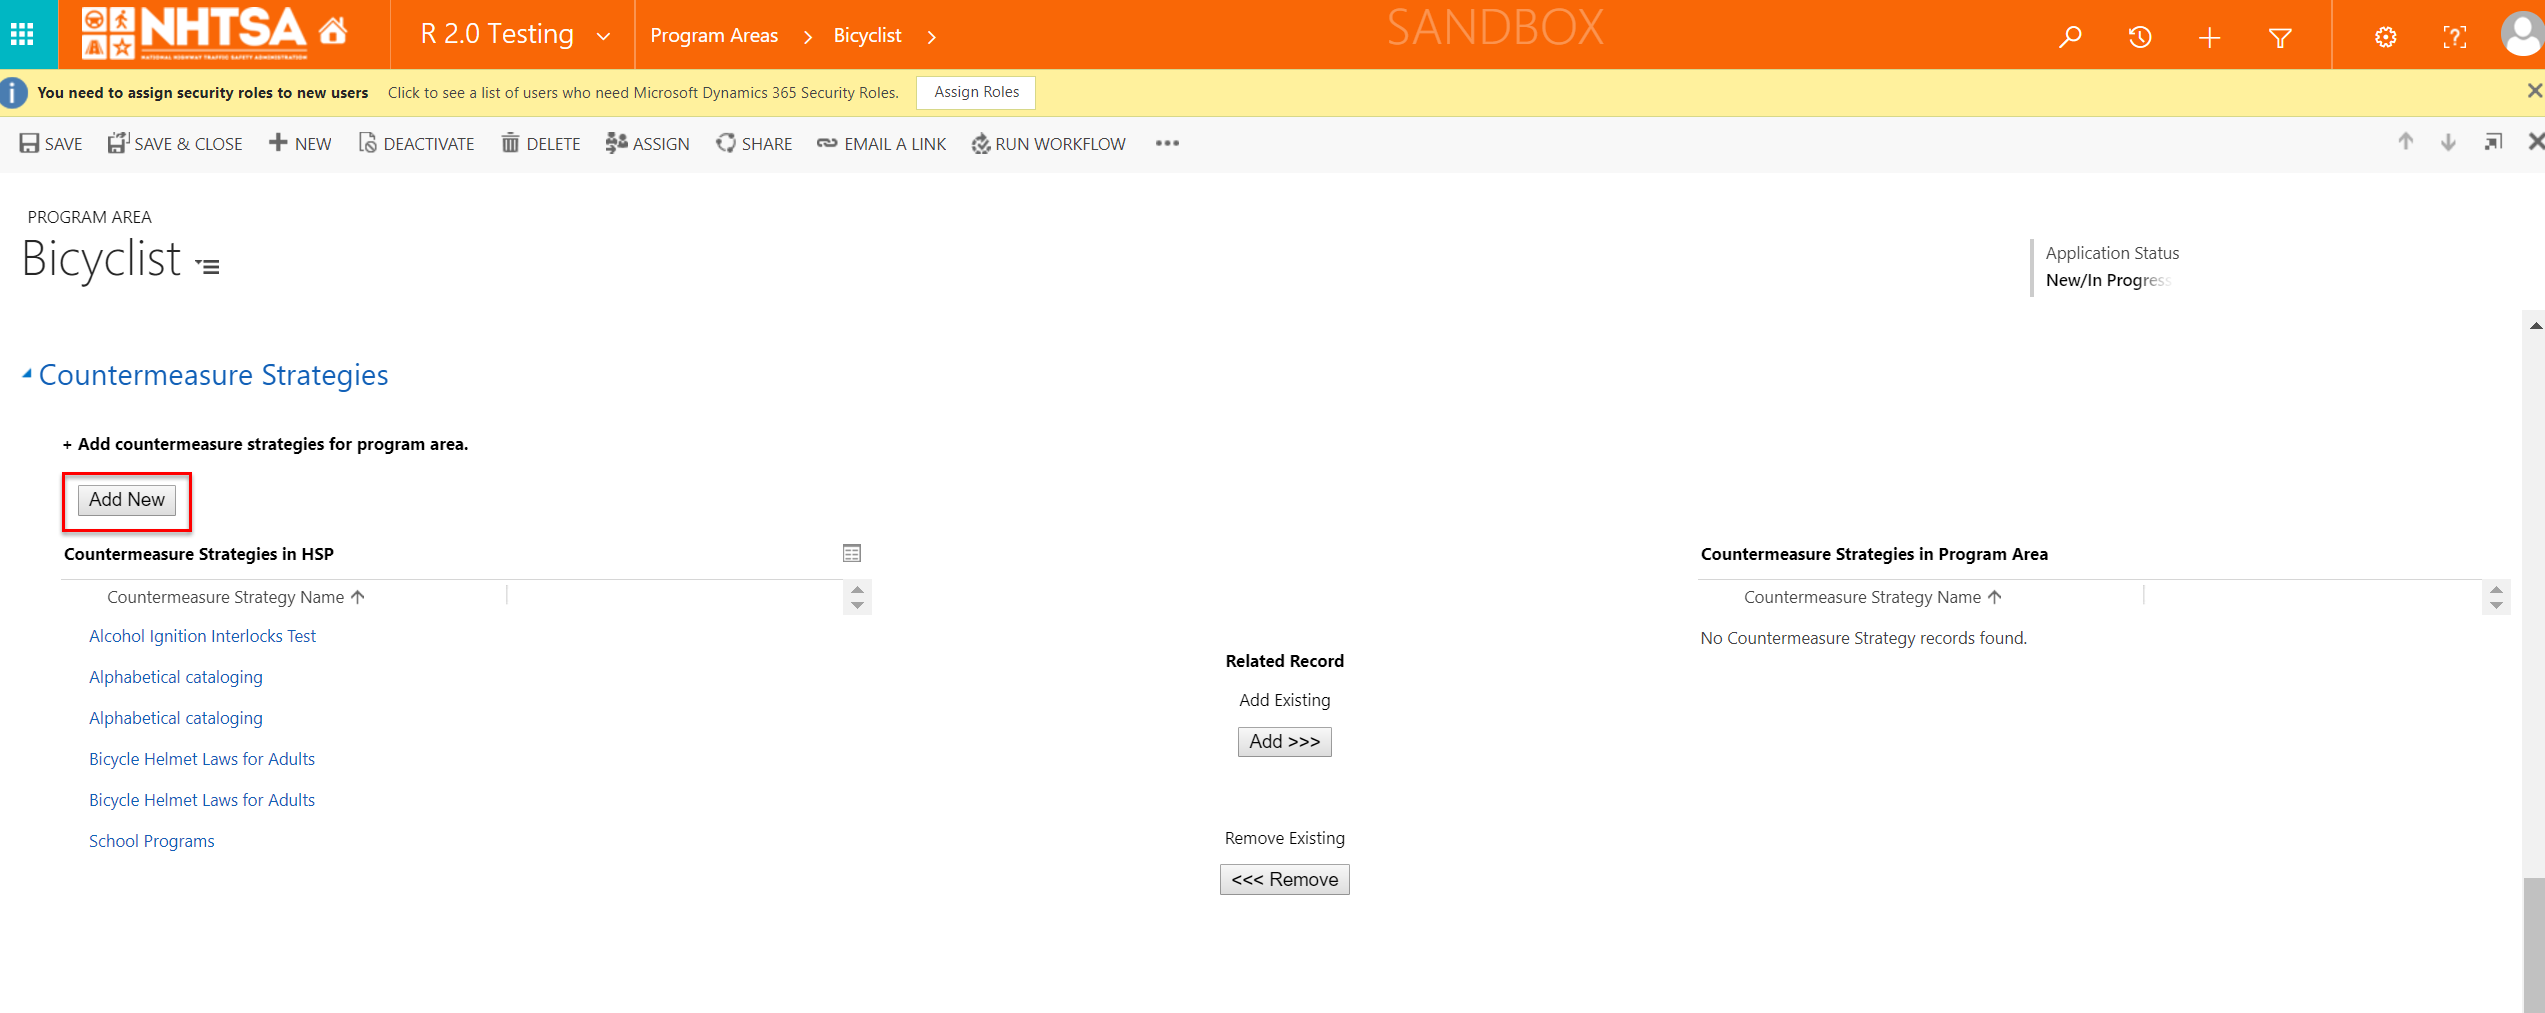 NHTSA
NATIONAL HIGHWAY TRAFFIC SAFETY ADMINISTRATION
R 2.0 Testing
Program Areas
Bicyclist
SANDBOX
You need to assign security roles to new users Click to see a list of users who need Microsoft Dynamics 365 Security Roles. Assign Roles
SAVE SAVE & CLOSE NEW DEACTIVATE DELETE ASSIGN SHARE EMAIL A LINK RUN WORKFLOW
PROGRAM AREA
Bicyclist
Application Status
New/In Progress
Countermeasure Strategies
+ Add countermeasure strategies for program area.
Add New
Countermeasure Strategies in HSP
Countermeasure Strategy Name
Alcohol Ignition Interlocks Test
Alphabetical cataloging
Alphabetical cataloging
Bicycle Helmet Laws for Adults
Bicycle Helmet Laws for Adults
School Programs
Related Record
Add Existing
Add >>>
Remove Existing
<<< Remove
Countermeasure Strategies in Program Area
Countermeasure Strategy Name
No Countermeasure Strategy records found.